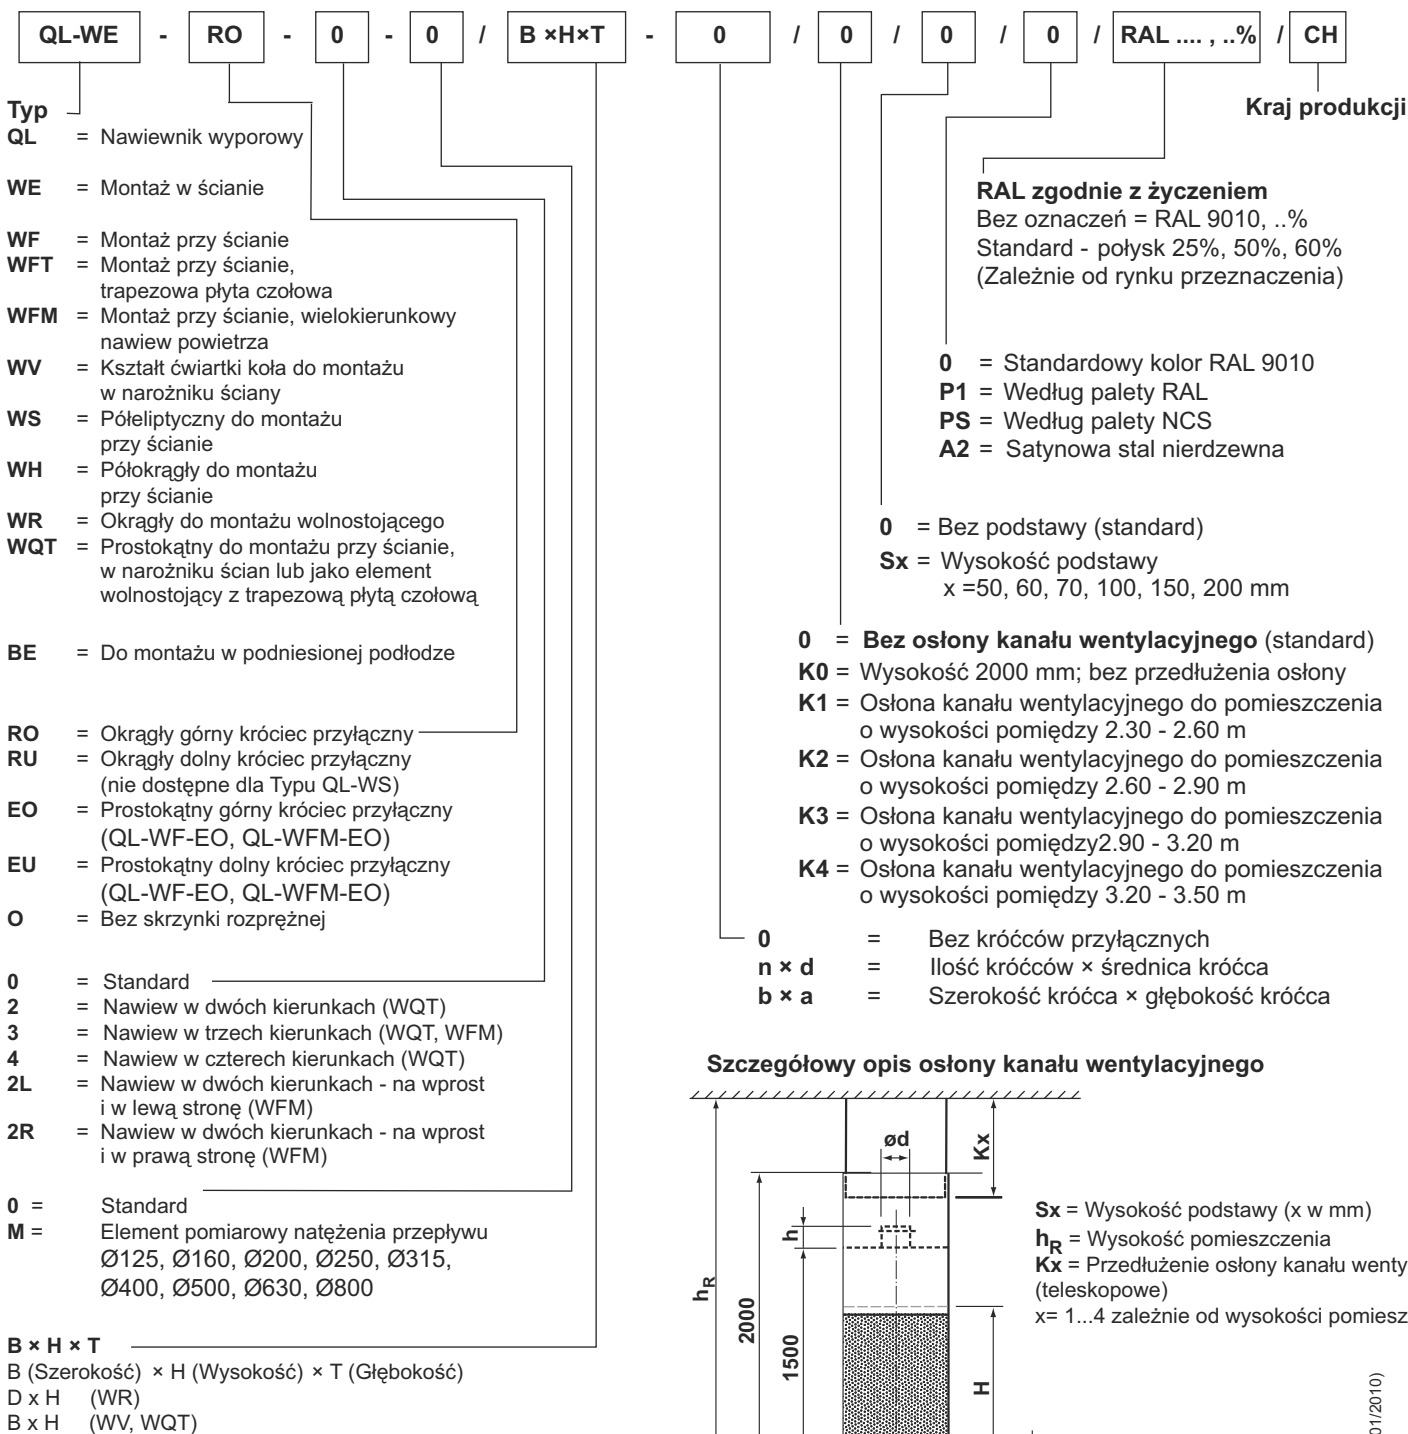 QL-WE - RO - 0 - 0 / B ×H×T - 0 / 0 / 0 / 0 / RAL .... , ..% / CH
Typ
QL = Nawiewnik wyporowy
WE = Montaż w ścianie
WF = Montaż przy ścianie
WFT = Montaż przy ścianie,
trapezowa płyta czołowa
WFM = Montaż przy ścianie, wielokierunkowy
nawiew powietrza
WV = Kształt ćwiartki koła do montażu
w narożniku ściany
WS = Półeliptyczny do montażu
przy ścianie
WH = Półokrągły do montażu
przy ścianie
WR = Okrągły do montażu wolnostojącego
WQT = Prostokątny do montażu przy ścianie,
w narożniku ścian lub jako element
wolnostojący z trapezową płytą czołową
BE = Do montażu w podniesionej podłodze
RO = Okrągły górny króciec przyłączny
RU = Okrągły dolny króciec przyłączny
(nie dostępne dla Typu QL-WS)
EO = Prostokątny górny króciec przyłączny
(QL-WF-EO, QL-WFM-EO)
EU = Prostokątny dolny króciec przyłączny
(QL-WF-EO, QL-WFM-EO)
O = Bez skrzynki rozprężnej
0 = Standard
2 = Nawiew w dwóch kierunkach (WQT)
3 = Nawiew w trzech kierunkach (WQT, WFM)
4 = Nawiew w czterech kierunkach (WQT)
2L = Nawiew w dwóch kierunkach - na wprost
i w lewą stronę (WFM)
2R = Nawiew w dwóch kierunkach - na wprost
i w prawą stronę (WFM)
0 = Standard
M = Element pomiarowy natężenia przepływu
Ø125, Ø160, Ø200, Ø250, Ø315,
Ø400, Ø500, Ø630, Ø800
B × H × T
B (Szerokość) × H (Wysokość) × T (Głębokość)
D x H (WR)
B x H (WV, WQT)
Kraj produkcji
RAL zgodnie z życzeniem
Bez oznaczeń = RAL 9010, ..%
Standard - połysk 25%, 50%, 60%
(Zależnie od rynku przeznaczenia)
0 = Standardowy kolor RAL 9010
P1 = Według palety RAL
PS = Według palety NCS
A2 = Satynowa stal nierdzewna
0 = Bez podstawy (standard)
Sx = Wysokość podstawy
x =50, 60, 70, 100, 150, 200 mm
0 = Bez osłony kanału wentylacyjnego (standard)
K0 = Wysokość 2000 mm; bez przedłużenia osłony
K1 = Osłona kanału wentylacyjnego do pomieszczenia
o wysokości pomiędzy 2.30 - 2.60 m
K2 = Osłona kanału wentylacyjnego do pomieszczenia
o wysokości pomiędzy 2.60 - 2.90 m
K3 = Osłona kanału wentylacyjnego do pomieszczenia
o wysokości pomiędzy2.90 - 3.20 m
K4 = Osłona kanału wentylacyjnego do pomieszczenia
o wysokości pomiędzy 3.20 - 3.50 m
0 = Bez króćców przyłącznych
n × d = Ilość króćców × średnica króćca
b × a = Szerokość króćca × głębokość króćca
Szczegółowy opis osłony kanału wentylacyjnego
ød
Kx
h
hR
2000
1500
H
Sx = Wysokość podstawy (x w mm)
hR = Wysokość pomieszczenia
Kx = Przedłużenie osłony kanału wenty
(teleskopowe)
x= 1...4 zależnie od wysokości pomiesz
01/2010)